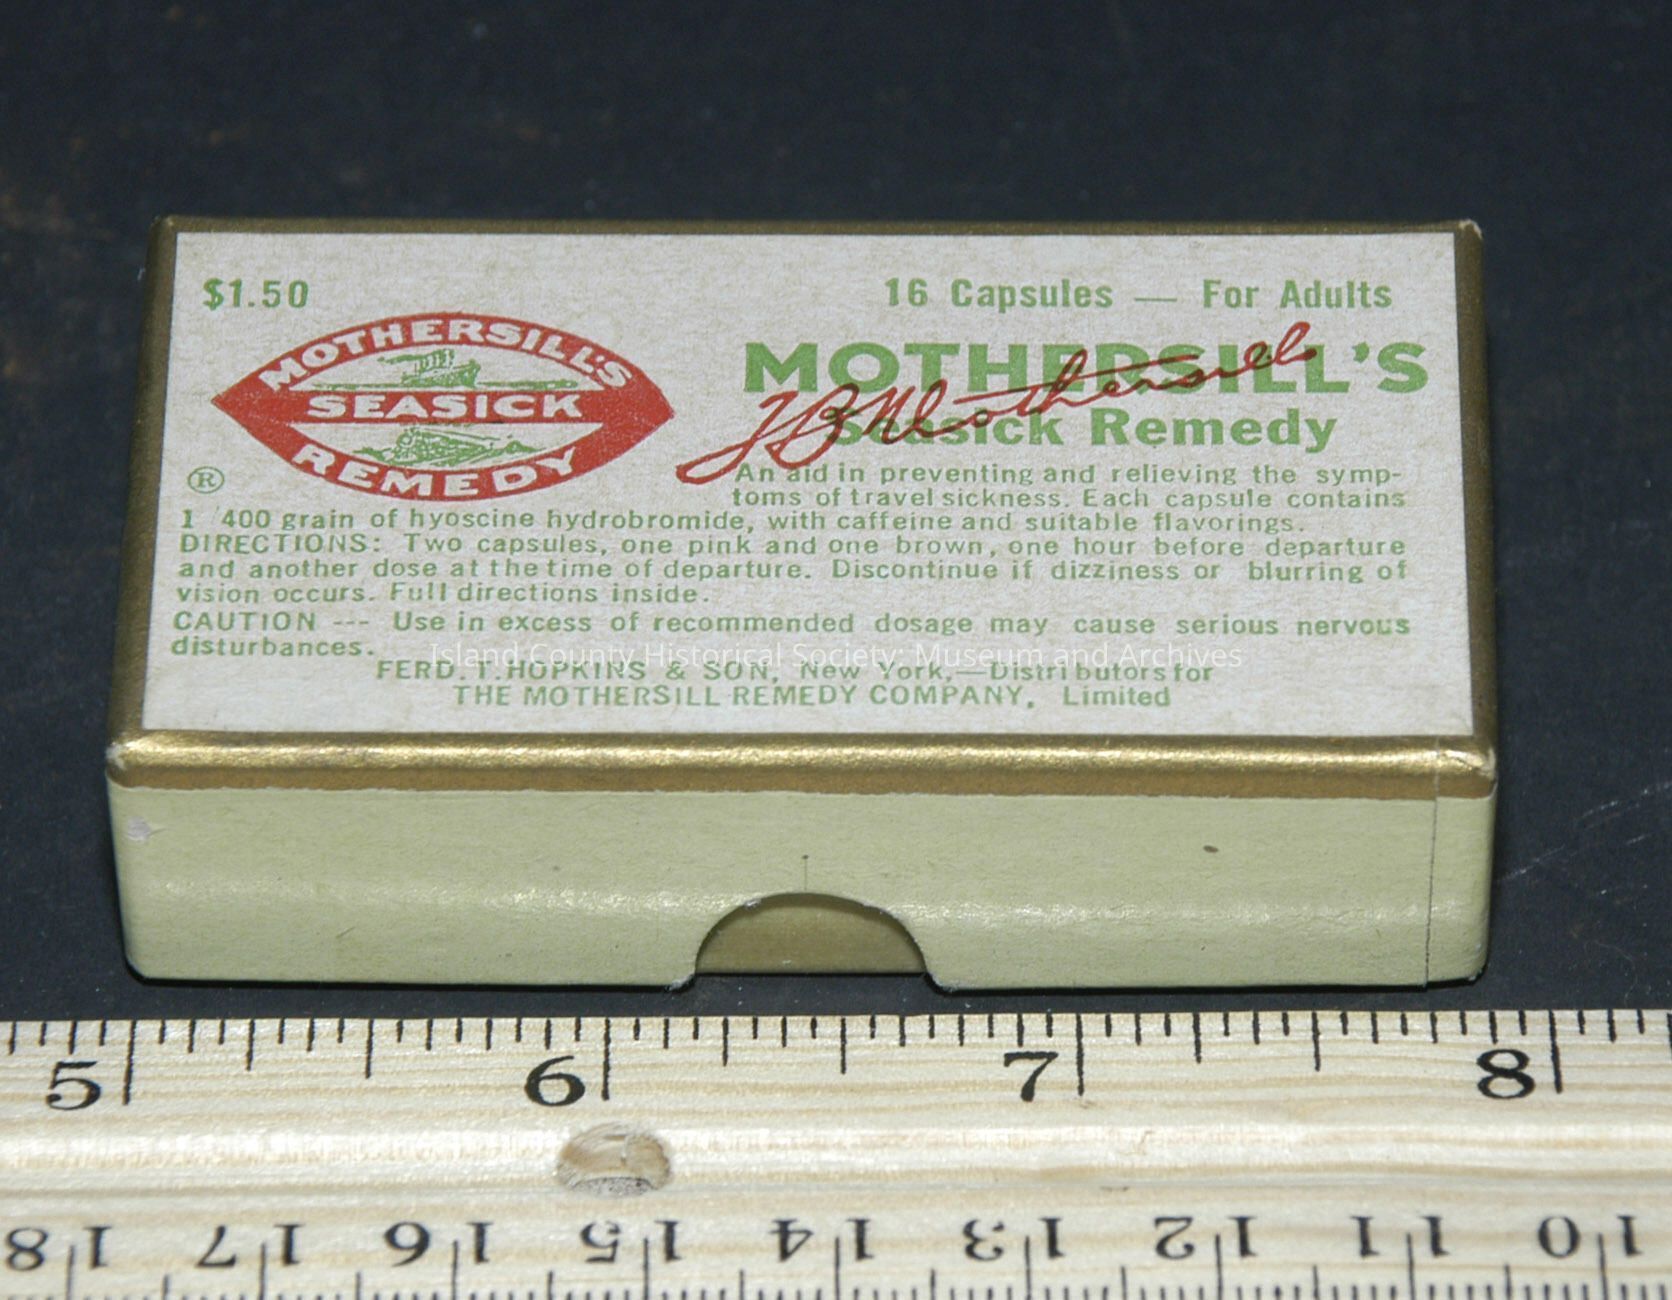 $1.50
16 Capsules — For Adults
MOTHERSILL'S
SEASICK
REMEDY
®
MOTHERSILL'S
J B Mothersill
Seasick Remedy
An aid in preventing and relieving the symp-
toms of travel sickness. Each capsule contains
1 400 grain of hyoscine hydrobromide, with caffeine and suitable flavorings.
DIRECTIONS: Two capsules, one pink and one brown, one hour before departure
and another dose at the time of departure. Discontinue if dizziness or blurring of
vision occurs. Full directions inside.
CAUTION --- Use in excess of recommended dosage may cause serious nervous
disturbances.
Island County Historical Society: Museum and Archives
FERD. T. HOPKINS & SON, New York,—Distributors for
THE MOTHERSILL REMEDY COMPANY, Limited
5 6 7 8
18 17 16 15 14 13 12 11 10